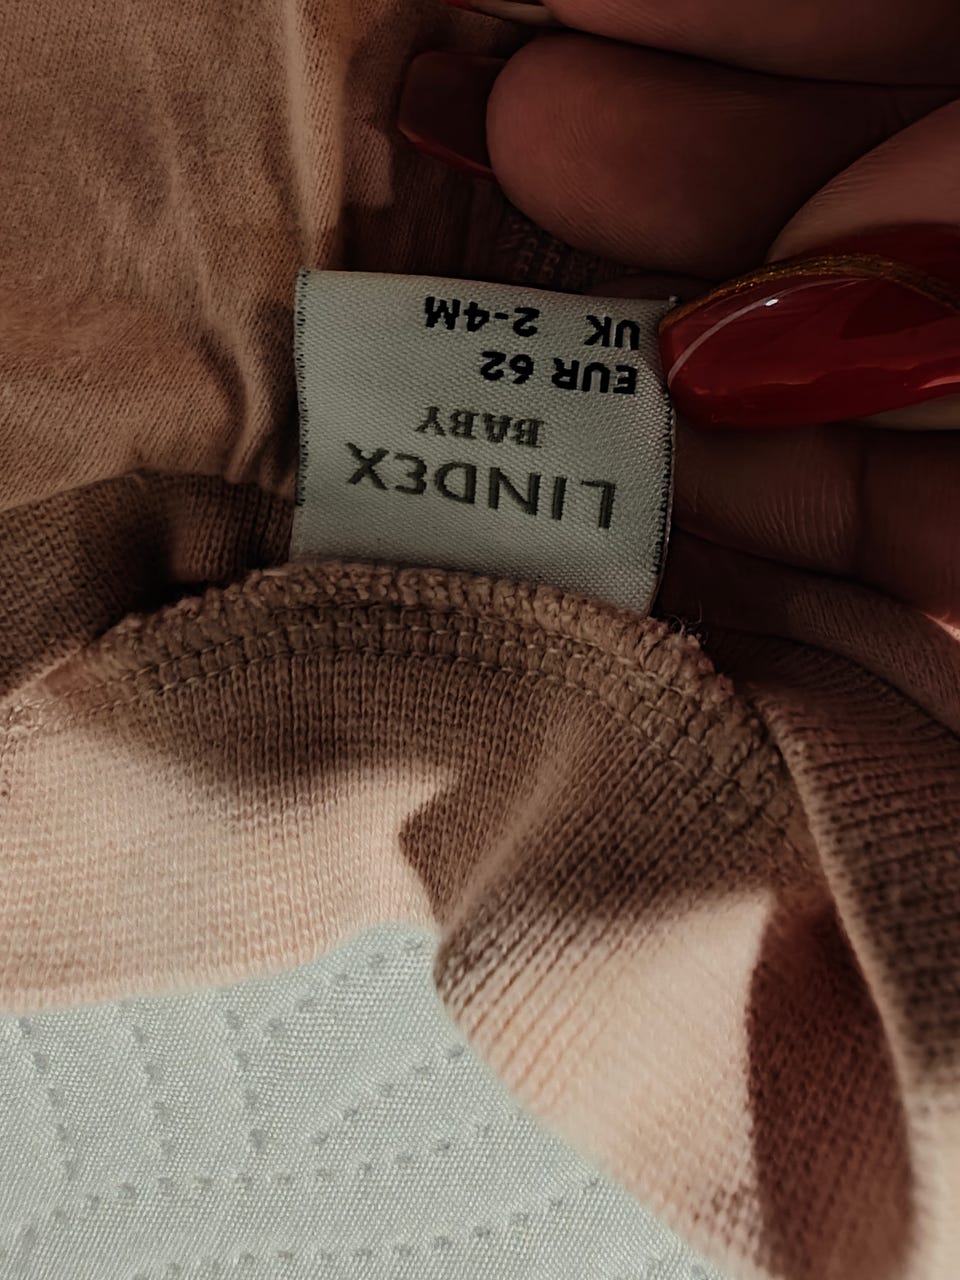 LINDEX
BABY
EUR 62
UK 2-4M